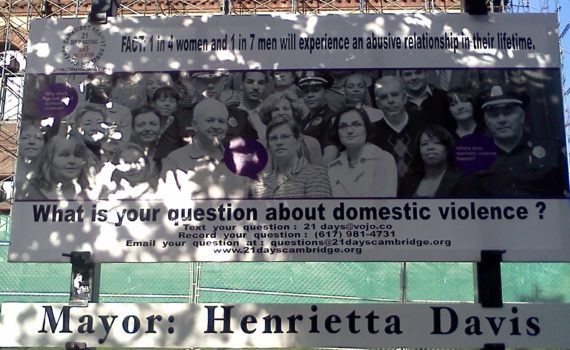 21
FACT: 1 in 4 women and 1 in 7 men will experience an abusive relationship in their lifetime.
What is your question about domestic violence ?
Text your question : 21 days@vojo.co
Record your question : (617) 981-4731
Email your question at : questions@21dayscambridge.org
www.21dayscambridge.org
Mayor: Henrietta Davis